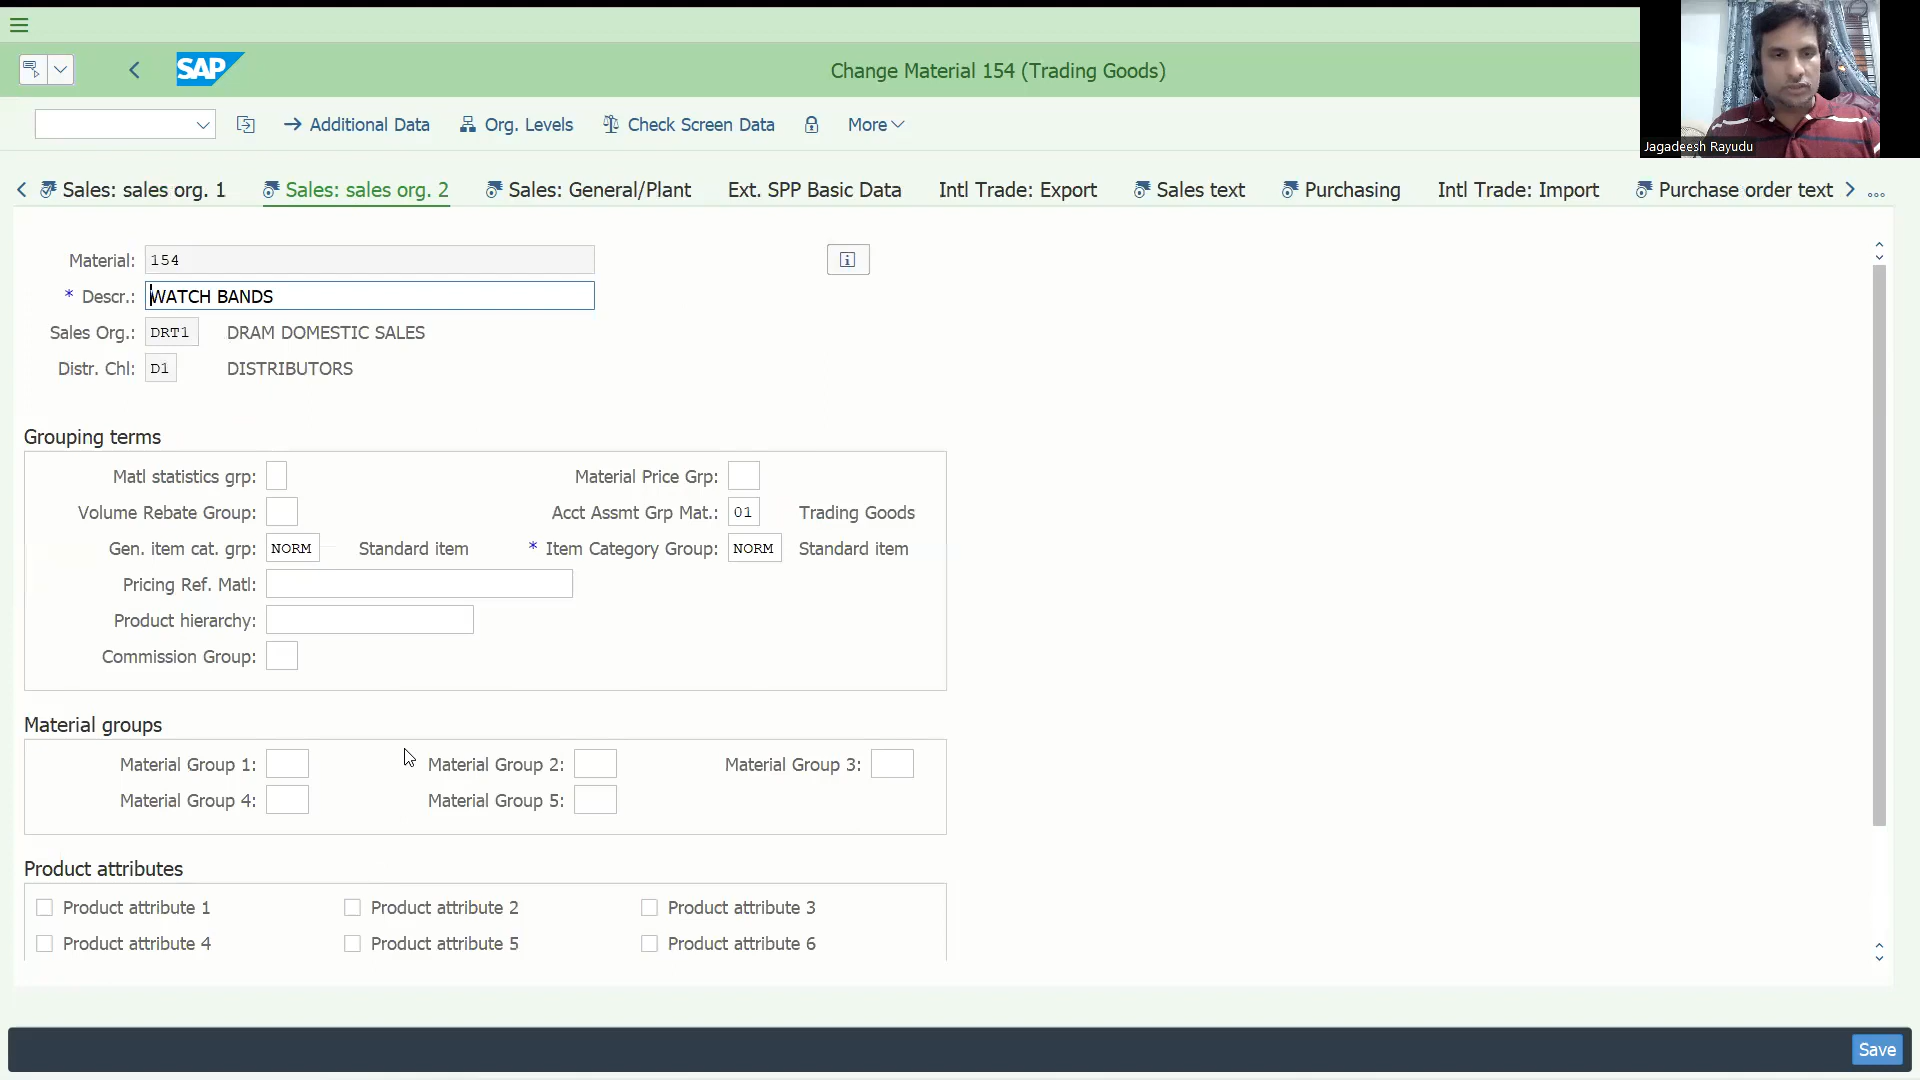 SAP
Change Material 154 (Trading Goods)
Jagadeesh Rayudu
Additional Data Org. Levels Check Screen Data More
Sales: sales org. 1 Sales: sales org. 2 Sales: General/Plant Ext. SPP Basic Data Intl Trade: Export Sales text Purchasing Intl Trade: Import Purchase order text ...
Material: 154
* Descr.: WATCH BANDS
Sales Org.: DRT1 DRAM DOMESTIC SALES
Distr. Chl: D1 DISTRIBUTORS
Grouping terms
Matl statistics grp: Material Price Grp:
Volume Rebate Group: Acct Assmt Grp Mat.: 01 Trading Goods
Gen. item cat. grp: NORM Standard item * Item Category Group: NORM Standard item
Pricing Ref. Matl:
Product hierarchy:
Commission Group:
Material groups
Material Group 1: Material Group 2: Material Group 3:
Material Group 4: Material Group 5:
Product attributes
Product attribute 1 Product attribute 2 Product attribute 3
Product attribute 4 Product attribute 5 Product attribute 6
Save